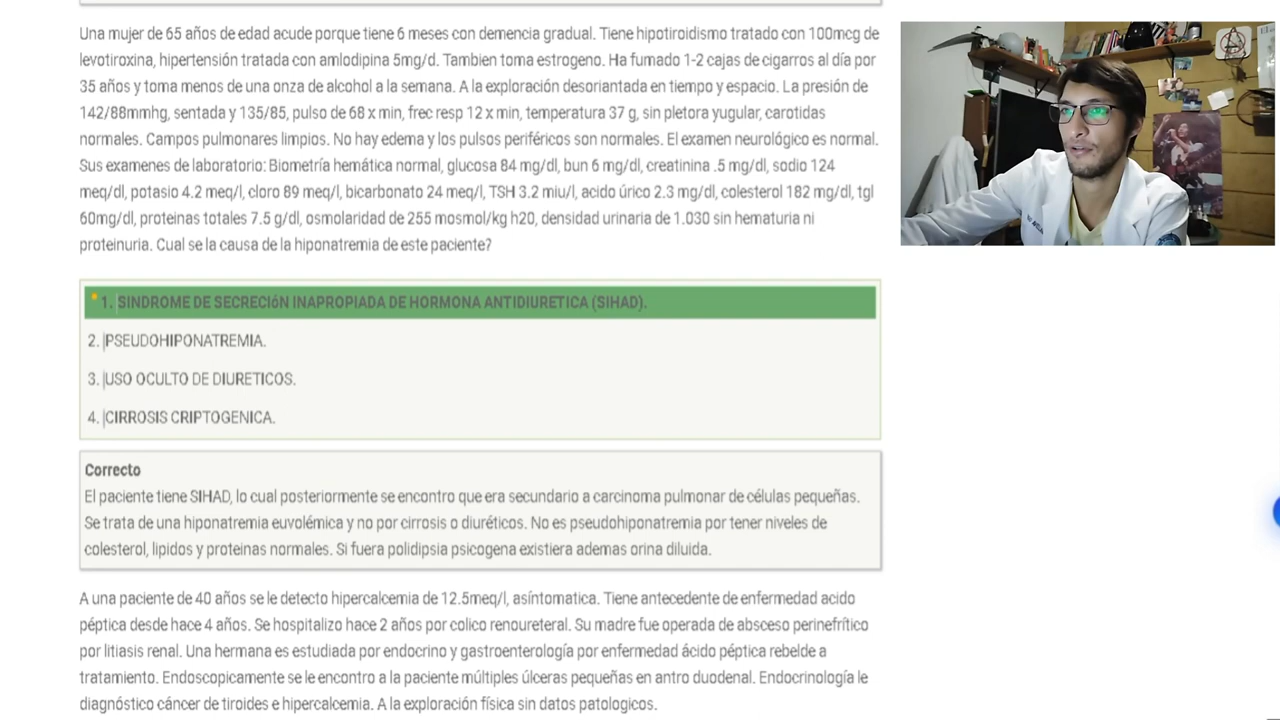 Una mujer de 65 años de edad acude porque tiene 6 meses con demencia gradual. Tiene hipotiroidismo tratado con 100mcg de
levotiroxina, hipertensión tratada con amlodipina 5mg/d. Tambien toma estrogeno. Ha fumado 1-2 cajas de cigarros al día por
35 años y toma menos de una onza de alcohol a la semana. A la exploración desoriantada en tiempo y espacio. La presión de
142/88mmhg, sentada y 135/85, pulso de 68 x min, frec resp 12 x min, temperatura 37 g, sin pletora yugular, carotidas
normales. Campos pulmonares limpios. No hay edema y los pulsos periféricos son normales. El examen neurológico es normal.
Sus examenes de laboratorio: Biometría hemática normal, glucosa 84 mg/dl, bun 6 mg/dl, creatinina .5 mg/dl, sodio 124
meq/dl, potasio 4.2 meq/l, cloro 89 meq/l, bicarbonato 24 meq/l, TSH 3.2 miu/l, acido úrico 2.3 mg/dl, colesterol 182 mg/dl, tgl
60mg/dl, proteinas totales 7.5 g/dl, osmolaridad de 255 mosmol/kg h20, densidad urinaria de 1.030 sin hematuria ni
proteinuria. Cual se la causa de la hiponatremia de este paciente?
1. SINDROME DE SECRECIóN INAPROPIADA DE HORMONA ANTIDIURETICA (SIHAD).
2. PSEUDOHIPONATREMIA.
3. USO OCULTO DE DIURETICOS.
4. CIRROSIS CRIPTOGENICA.
Correcto
El paciente tiene SIHAD, lo cual posteriormente se encontro que era secundario a carcinoma pulmonar de células pequeñas.
Se trata de una hiponatremia euvolémica y no por cirrosis o diuréticos. No es pseudohiponatremia por tener niveles de
colesterol, lipidos y proteinas normales. Si fuera polidipsia psicogena existiera ademas orina diluida.
A una paciente de 40 años se le detecto hipercalcemia de 12.5meq/l, asíntomatica. Tiene antecedente de enfermedad acido
péptica desde hace 4 años. Se hospitalizo hace 2 años por colico renoureteral. Su madre fue operada de absceso perinefrítico
por litiasis renal. Una hermana es estudiada por endocrino y gastroenterología por enfermedad ácido péptica rebelde a
tratamiento. Endoscopicamente se le encontro a la paciente múltiples úlceras pequeñas en antro duodenal. Endocrinología le
diagnóstico cáncer de tiroides e hipercalcemia. A la exploración física sin datos patologicos.